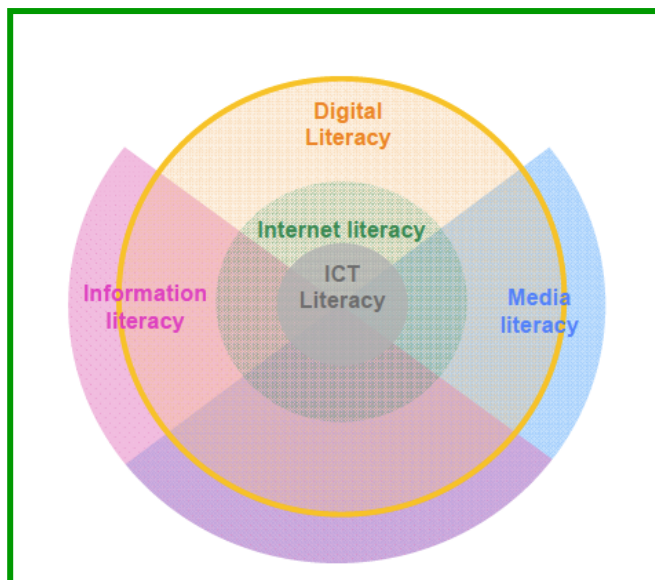 Digital
Literacy
Internet literacy
ICT
Literacy
Information
literacy
Media
literacy